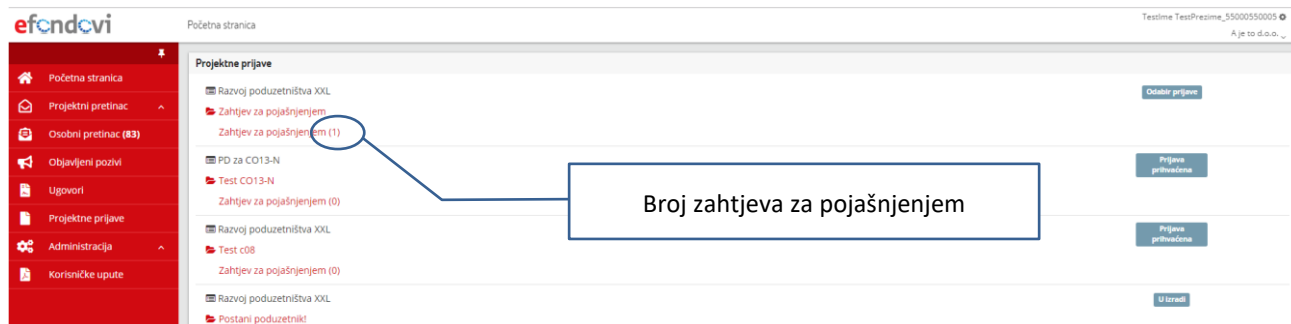 efondovi
Početna stranica
TestIme TestPrezime_55000550005
A je to d.o.o.
Početna stranica
Projektni pretinac
Osobni pretinac (83)
Objavljeni pozivi
Ugovori
Projektne prijave
Administracija
Korisničke upute
Projektne prijave
Razvoj poduzetništva XXL
Odabir prijave
Zahtjev za pojašnjenjem
Zahtjev za pojašnjenjem (1)
PD za CO13-N
Prijava
prihvaćena
Test CO13-N
Zahtjev za pojašnjenjem (0)
Razvoj poduzetništva XXL
Prijava
prihvaćena
Test c08
Zahtjev za pojašnjenjem (0)
Razvoj poduzetništva XXL
U izradi
Postani poduzetnik!
Broj zahtjeva za pojašnjenjem